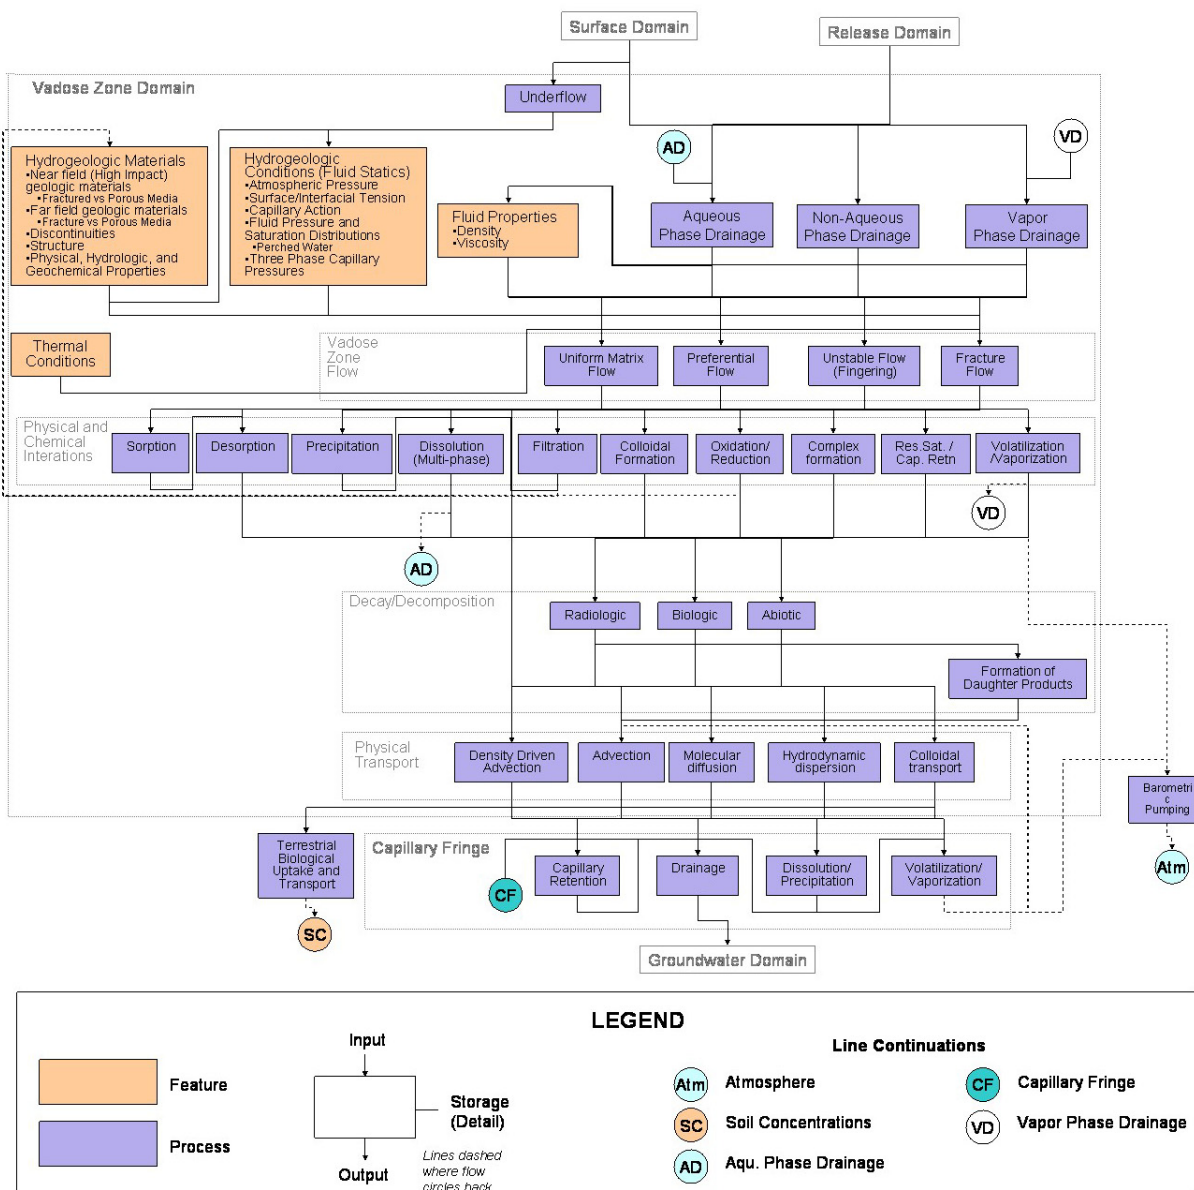 Surface Domain
Release Domain
Vadose Zone Domain
Underflow
AD
VD
Hydrogeologic Materials
•Near field (High Impact)
geologic materials
•Fractured vs Porous Media
•Far field geologic materials
•Fracture vs Porous Media
•Discontinuities
•Structure
•Physical, Hydrologic, and
Geochemical Properties
Hydrogeologic
Conditions (Fluid Statics)
•Atmospheric Pressure
•Surface/Interfacial Tension
•Capillary Action
•Fluid Pressure and
Saturation Distributions
•Perched Water
•Three Phase Capillary
Pressures
Fluid Properties
•Density
•Viscosity
Aqueous
Phase Drainage
Non-Aqueous
Phase Drainage
Vapor
Phase Drainage
Thermal
Conditions
Vadose
Zone
Flow
Uniform Matrix
Flow
Preferential
Flow
Unstable Flow
(Fingering)
Fracture
Flow
Physical and
Chemical
Interations
Sorption
Desorption
Precipitation
Dissolution
(Multi-phase)
Filtration
Colloidal
Formation
Oxidation/
Reduction
Complex
formation
Res.Sat. /
Cap. Retn
Volatilization
/Vaporization
VD
AD
Decay/Decomposition
Radiologic
Biologic
Abiotic
Formation of
Daughter Products
Physical
Transport
Density Driven
Advection
Advection
Molecular
diffusion
Hydrodynamic
dispersion
Colloidal
transport
Barometri
c
Pumping
Atm
Terrestrial
Biological
Uptake and
Transport
SC
Capillary Fringe
CF
Capillary
Retention
Drainage
Dissolution/
Precipitation
Volatilization/
Vaporization
Groundwater Domain
LEGEND
Feature
Process
Input
Storage
(Detail)
Output
Lines dashed
where flow
circles back
Line Continuations
Atm Atmosphere
SC Soil Concentrations
AD Aqu. Phase Drainage
CF Capillary Fringe
VD Vapor Phase Drainage